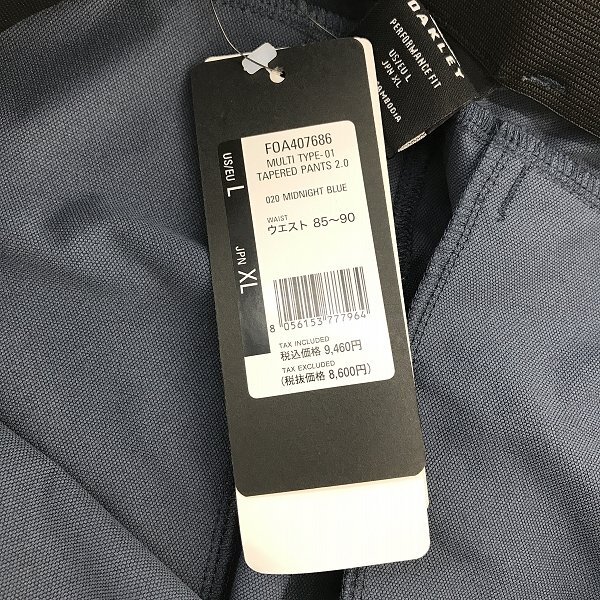 OAKLEY
PERFORMANCE FIT
US/EU L
JPN XL
CAMBODIA
US/EU L
JPN XL
FOA407686
MULTI TYPE-01
TAPERED PANTS 2.0
020 MIDNIGHT BLUE
WAIST
ウエスト 85～90
8 056153 777964
TAX INCLUDED
税込価格 9,460円
TAX EXCLUDED
(税抜価格 8,600円)